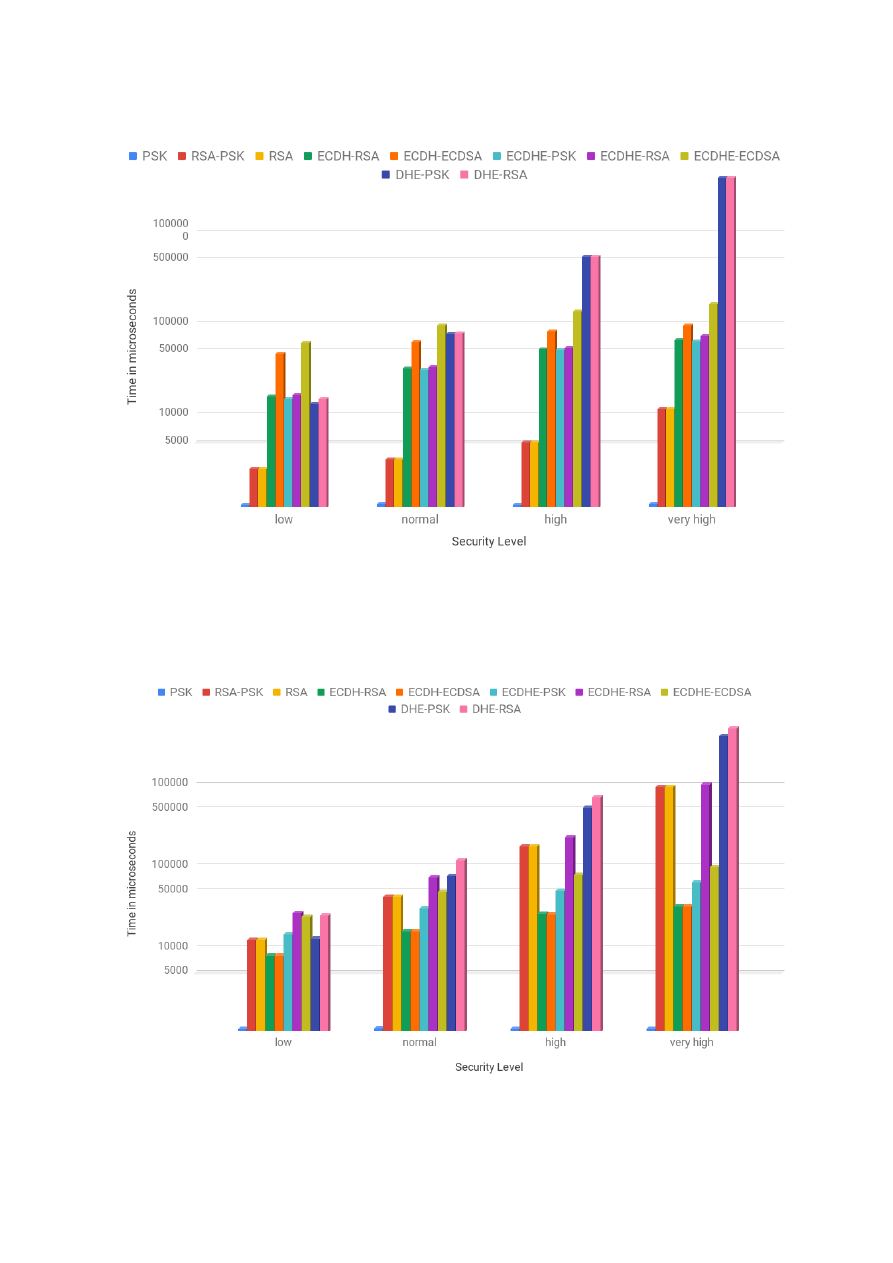 PSK RSA-PSK RSA ECDH-RSA ECDH-ECDSA ECDHE-PSK ECDHE-RSA ECDHE-ECDSA
DHE-PSK DHE-RSA
100000
0
500000
100000
50000
10000
5000
Time in microseconds
low normal high very high
Security Level
PSK RSA-PSK RSA ECDH-RSA ECDH-ECDSA ECDHE-PSK ECDHE-RSA ECDHE-ECDSA
DHE-PSK DHE-RSA
100000
500000
100000
50000
10000
5000
Time in microseconds
low normal high very high
Security Level